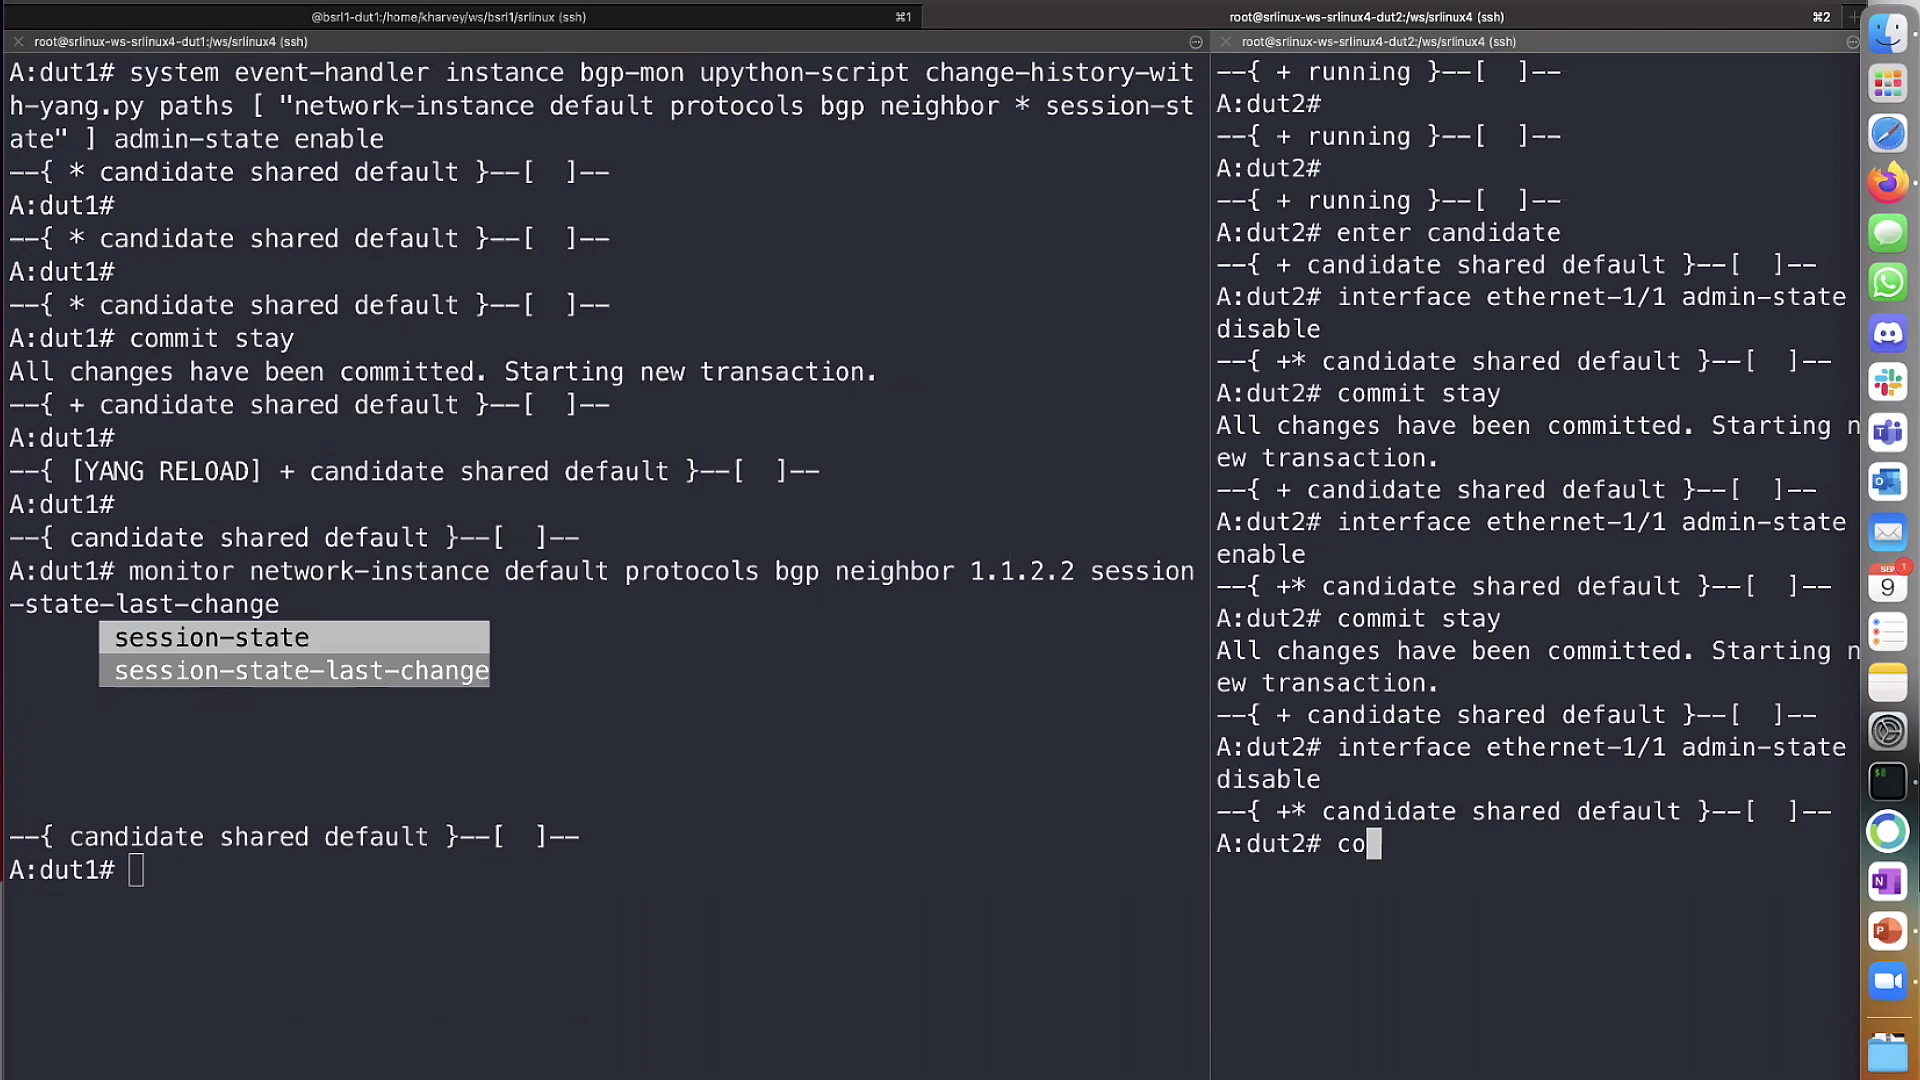 @bsrl1-dut1:/home/kharvey/ws/bsrl1/srlinux (ssh)
⌘1
root@srlinux-ws-srlinux4-dut2:/ws/srlinux4 (ssh)
⌘2
root@srlinux-ws-srlinux4-dut1:/ws/srlinux4 (ssh)
root@srlinux-ws-srlinux4-dut2:/ws/srlinux4 (ssh)
A:dut1# system event-handler instance bgp-mon upython-script change-history-wit
h-yang.py paths [ "network-instance default protocols bgp neighbor * session-st
ate" ] admin-state enable
--{ * candidate shared default }--[  ]--
A:dut1#
--{ * candidate shared default }--[  ]--
A:dut1#
--{ * candidate shared default }--[  ]--
A:dut1# commit stay
All changes have been committed. Starting new transaction.
--{ + candidate shared default }--[  ]--
A:dut1#
--{ [YANG RELOAD] + candidate shared default }--[  ]--
A:dut1#
--{ candidate shared default }--[  ]--
A:dut1# monitor network-instance default protocols bgp neighbor 1.1.2.2 session
-state-last-change
session-state
session-state-last-change
--{ candidate shared default }--[  ]--
A:dut1#
--{ + running }--[  ]--
A:dut2#
--{ + running }--[  ]--
A:dut2#
--{ + running }--[  ]--
A:dut2# enter candidate
--{ + candidate shared default }--[  ]--
A:dut2# interface ethernet-1/1 admin-state
disable
--{ +* candidate shared default }--[  ]--
A:dut2# commit stay
All changes have been committed. Starting n
ew transaction.
--{ + candidate shared default }--[  ]--
A:dut2# interface ethernet-1/1 admin-state
enable
--{ +* candidate shared default }--[  ]--
A:dut2# commit stay
All changes have been committed. Starting n
ew transaction.
--{ + candidate shared default }--[  ]--
A:dut2# interface ethernet-1/1 admin-state
disable
--{ +* candidate shared default }--[  ]--
A:dut2# co
SEP
1
9